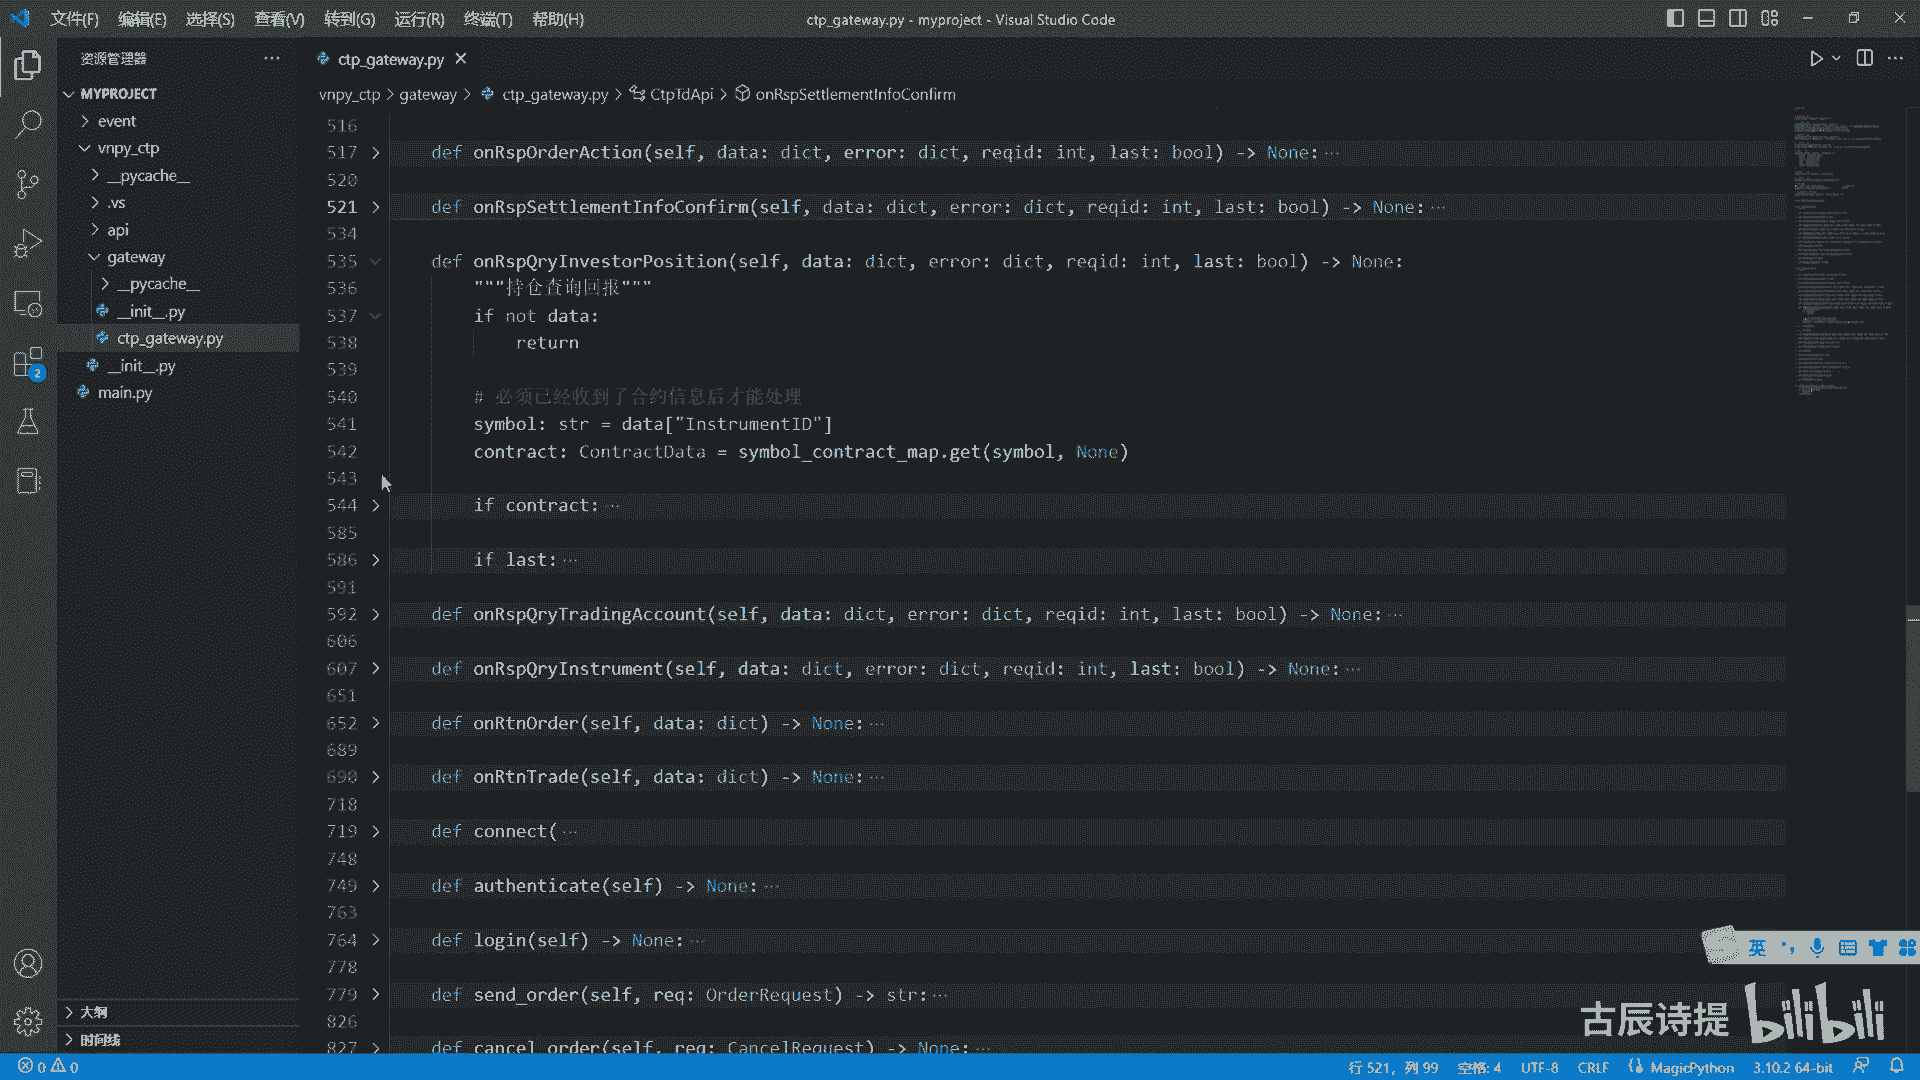 文件(F) 编辑(E) 选择(S) 查看(V) 转到(G) 运行(R) 终端(T) 帮助(H) ctp_gateway.py - myproject - Visual Studio Code
资源管理器 ··· ctp_gateway.py
MYPROJECT
event
vnpy_ctp
__pycache__
.vs
api
gateway
__pycache__
__init__.py
ctp_gateway.py
__init__.py
main.py
大纲
时间线
2
vnpy_ctp > gateway > ctp_gateway.py > CtpTdApi > onRspSettlementInfoConfirm
516
517 def onRspOrderAction(self, data: dict, error: dict, reqid: int, last: bool) -> None:···
520
521 def onRspSettlementInfoConfirm(self, data: dict, error: dict, reqid: int, last: bool) -> None:···
534
535 def onRspQryInvestorPosition(self, data: dict, error: dict, reqid: int, last: bool) -> None:
536 """持仓查询回报"""
537 if not data:
538 return
539
540 # 必须已经收到了合约信息后才能处理
541 symbol: str = data["InstrumentID"]
542 contract: ContractData = symbol_contract_map.get(symbol, None)
543
544 if contract:···
585
586 if last:···
591
592 def onRspQryTradingAccount(self, data: dict, error: dict, reqid: int, last: bool) -> None:···
606
607 def onRspQryInstrument(self, data: dict, error: dict, reqid: int, last: bool) -> None:···
651
652 def onRtnOrder(self, data: dict) -> None:···
689
690 def onRtnTrade(self, data: dict) -> None:···
718
719 def connect(···
748
749 def authenticate(self) -> None:···
763
764 def login(self) -> None:···
778
779 def send_order(self, req: OrderRequest) -> str:···
826
827 def cancel_order(self, req: CancelRequest) -> None:···
英
古辰诗提 bilibili
0 0 行 521，列 99 空格: 4 UTF-8 CRLF MagicPython 3.10.2 64-bit